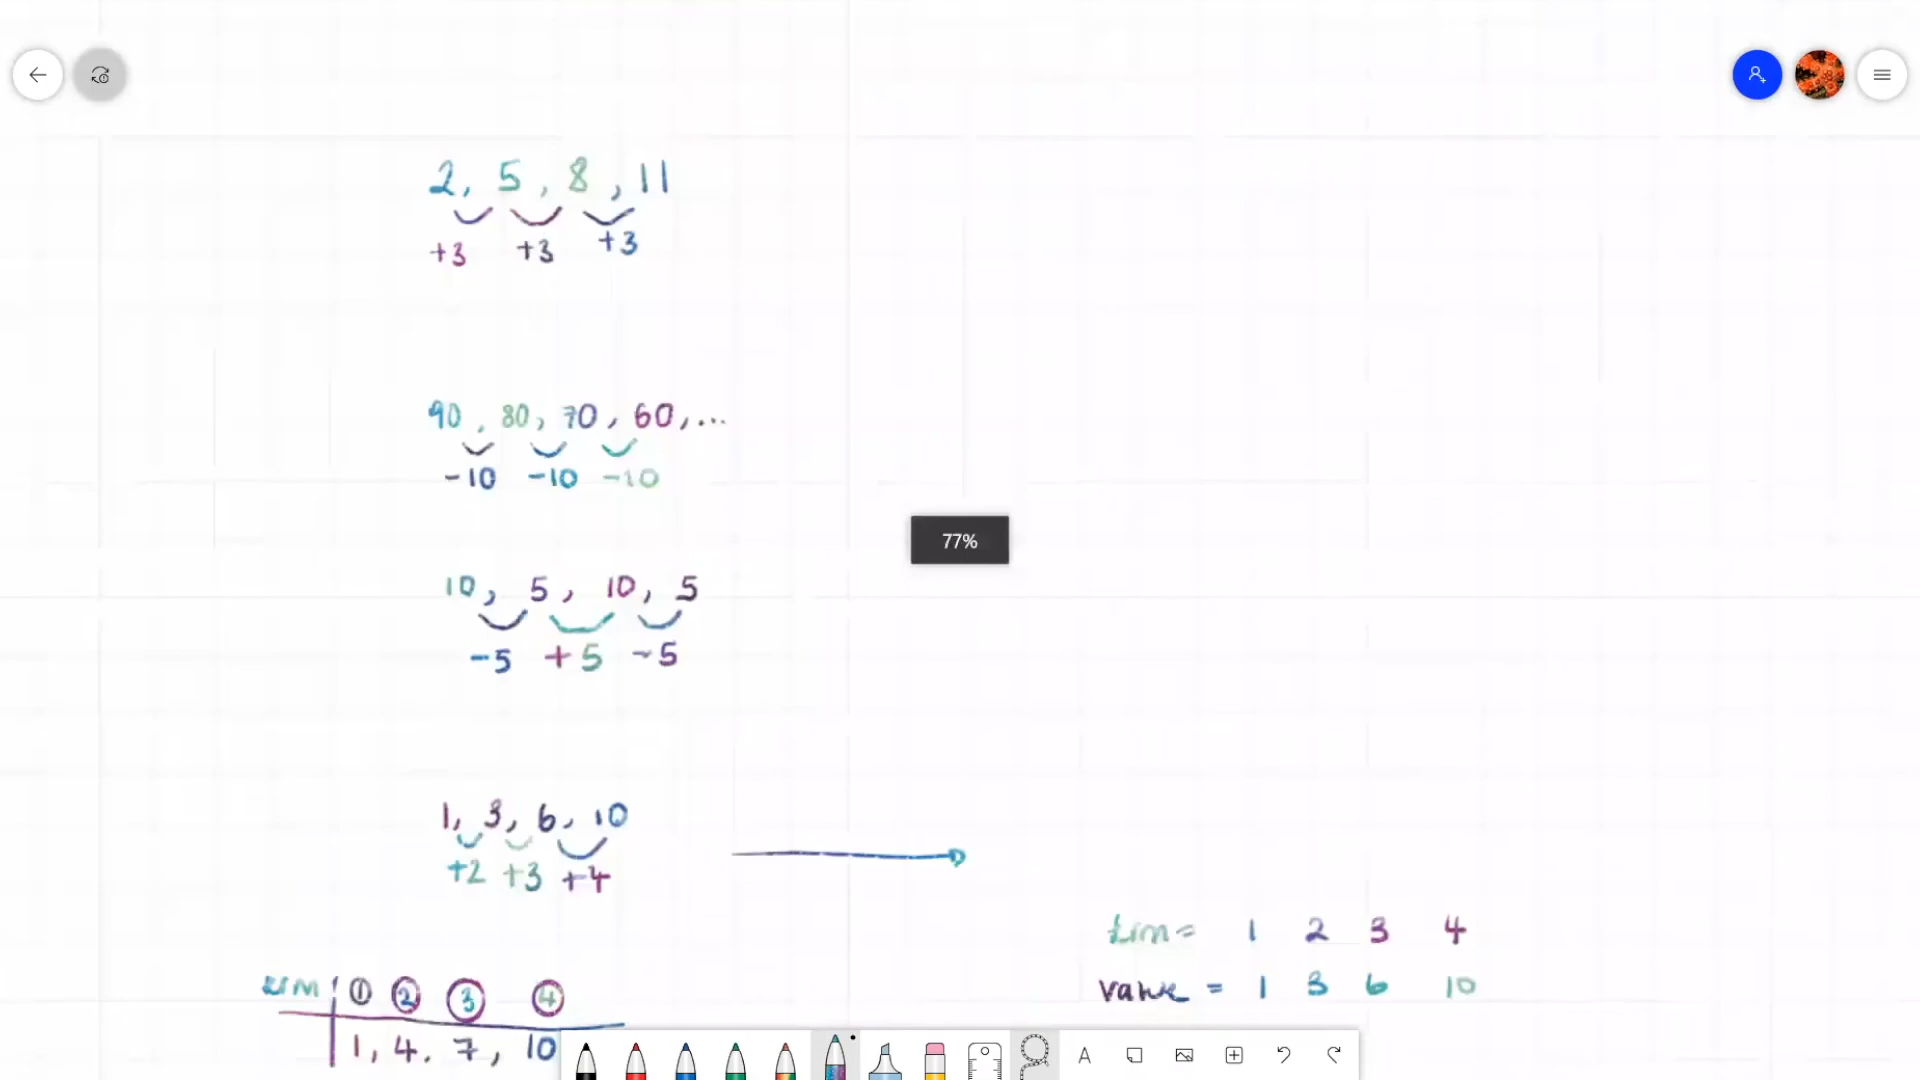 2, 5, 8, 11
+3 +3 +3
90, 80, 70, 60, ...
-10 -10 -10
77%
10, 5, 10, 5
-5 +5 -5
1, 3, 6, 10
+2 +3 +4
= 1 2 3 4
value = 1 3 6 10
1 2 3 4
1, 4, 7, 10
A